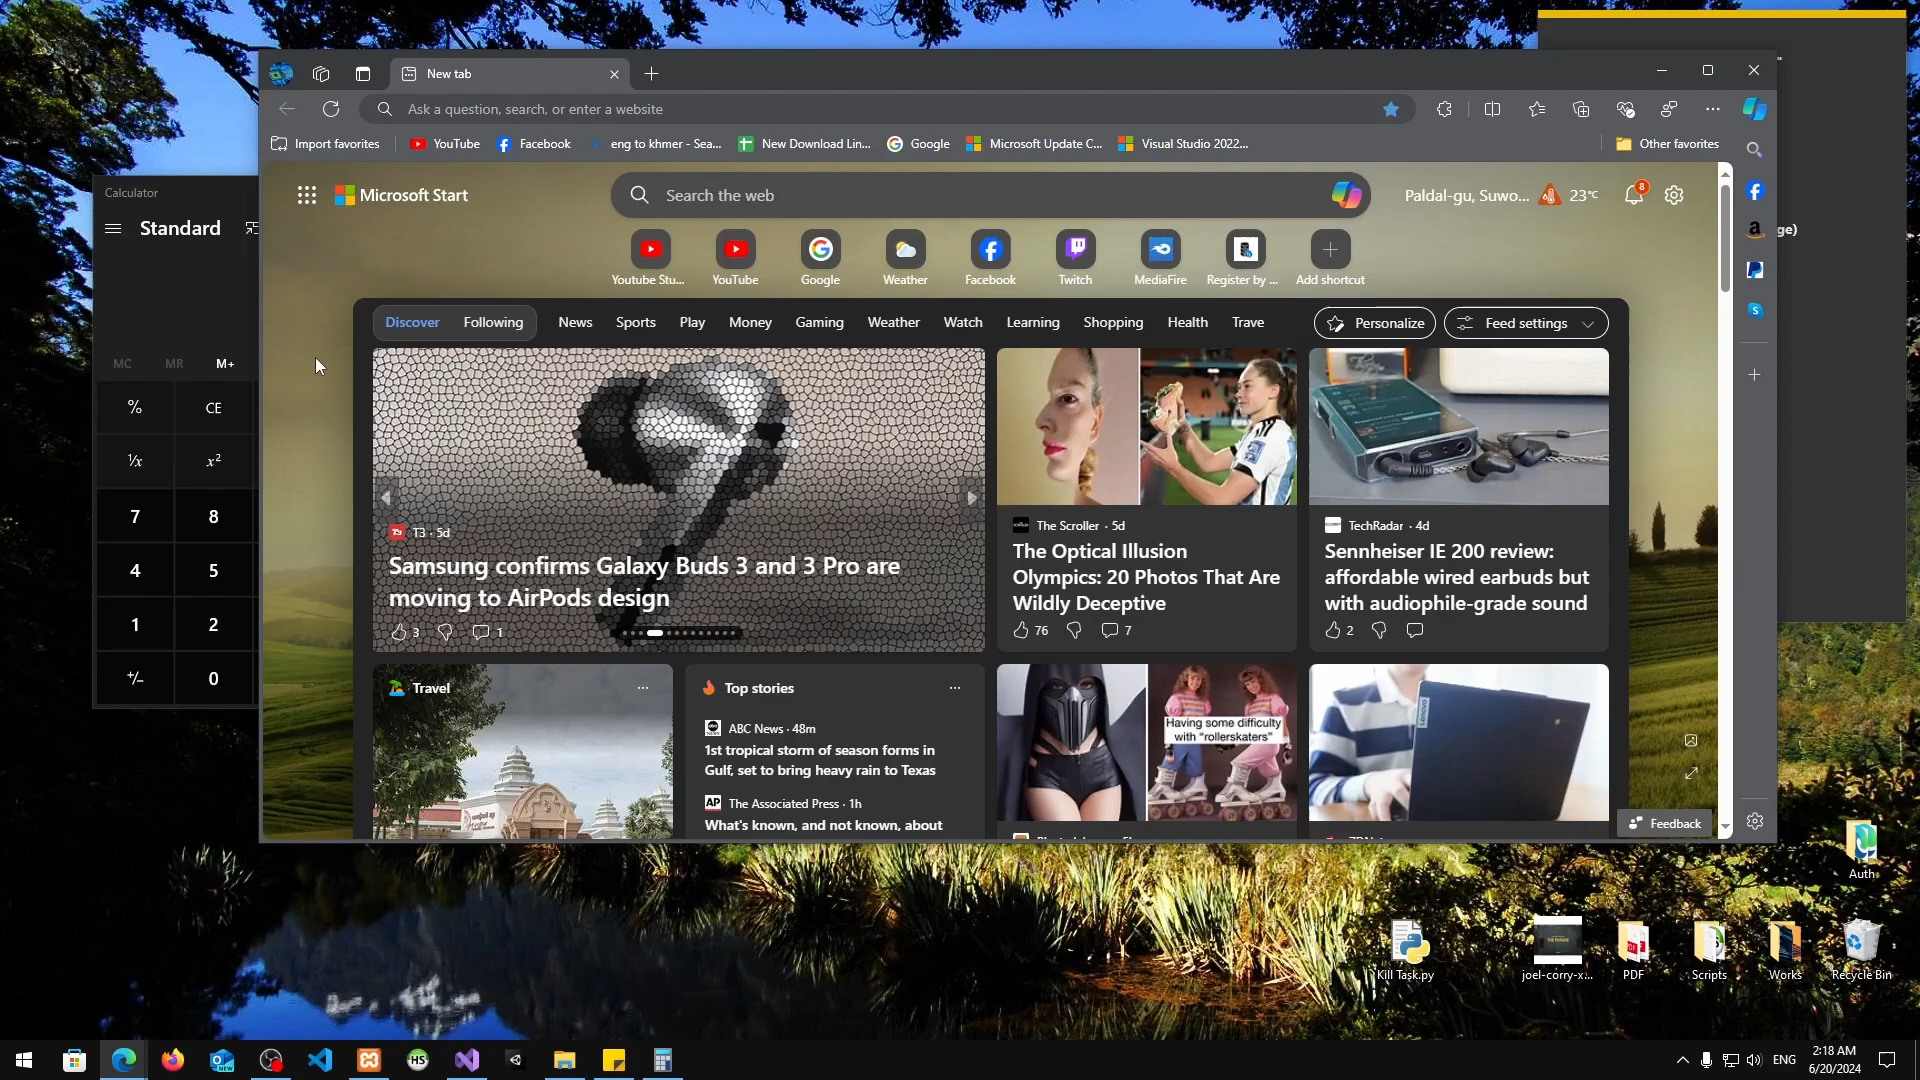 New tab
Ask a question, search, or enter a website
Import favorites
YouTube
Facebook
eng to khmer - Sea...
New Download Lin...
Google
Microsoft Update C...
Visual Studio 2022...
Other favorites
Calculator
Standard
MC MR M+
% CE
¹/x x²
7 8
4 5
1 2
+/- 0
Microsoft Start
Search the web
Paldal-gu, Suwo...
23°C
8
ge)
Youtube Stu...
YouTube
Google
Weather
Facebook
Twitch
MediaFire
Register by ...
Add shortcut
Discover Following News Sports Play Money Gaming Weather Watch Learning Shopping Health Trave
Personalize
Feed settings
T3 · 5d
Samsung confirms Galaxy Buds 3 and 3 Pro are
moving to AirPods design
3 1
The Scroller · 5d
The Optical Illusion
Olympics: 20 Photos That Are
Wildly Deceptive
76 7
TechRadar · 4d
Sennheiser IE 200 review:
affordable wired earbuds but
with audiophile-grade sound
2
Travel
Top stories
ABC News · 48m
1st tropical storm of season forms in
Gulf, set to bring heavy rain to Texas
AP The Associated Press · 1h
What's known, and not known, about
Having some difficulty
with "rollerskaters"
Lenovo
Feedback
Auth
Kill Task.py
joel-corry-x...
PDF
Scripts
Works
Recycle Bin
ENG
2:18 AM
6/20/2024